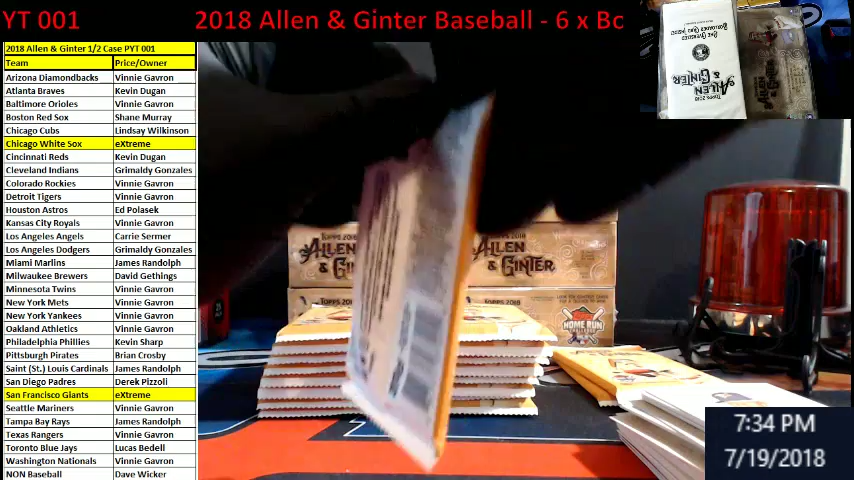 YT 001
2018 Allen & Ginter Baseball - 6 x Bc
2018 Allen & Ginter 1/2 Case PYT 001
Team Price/Owner
Arizona Diamondbacks Vinnie Gavron
Atlanta Braves Kevin Dugan
Baltimore Orioles Vinnie Gavron
Boston Red Sox Shane Murray
Chicago Cubs Lindsay Wilkinson
Chicago White Sox eXtreme
Cincinnati Reds Kevin Dugan
Cleveland Indians Grimaldy Gonzales
Colorado Rockies Vinnie Gavron
Detroit Tigers Vinnie Gavron
Houston Astros Ed Polasek
Kansas City Royals Vinnie Gavron
Los Angeles Angels Carrie Sermer
Los Angeles Dodgers Grimaldy Gonzales
Miami Marlins James Randolph
Milwaukee Brewers David Gethings
Minnesota Twins Vinnie Gavron
New York Mets Vinnie Gavron
New York Yankees Vinnie Gavron
Oakland Athletics Vinnie Gavron
Philadelphia Phillies Kevin Sharp
Pittsburgh Pirates Brian Crosby
Saint (St.) Louis Cardinals James Randolph
San Diego Padres Derek Pizzoli
San Francisco Giants eXtreme
Seattle Mariners Vinnie Gavron
Tampa Bay Rays James Randolph
Texas Rangers Vinnie Gavron
Toronto Blue Jays Lucas Bedell
Washington Nationals Vinnie Gavron
NON Baseball Dave Wicker
TOPPS 2018
ALLEN
& GINTER
ALLEN
& GINTER
TOPPS 2018
HOME RUN
CHALLENGE
TOPPS 2018
ALLEN
& GINTER
7:34 PM
7/19/2018